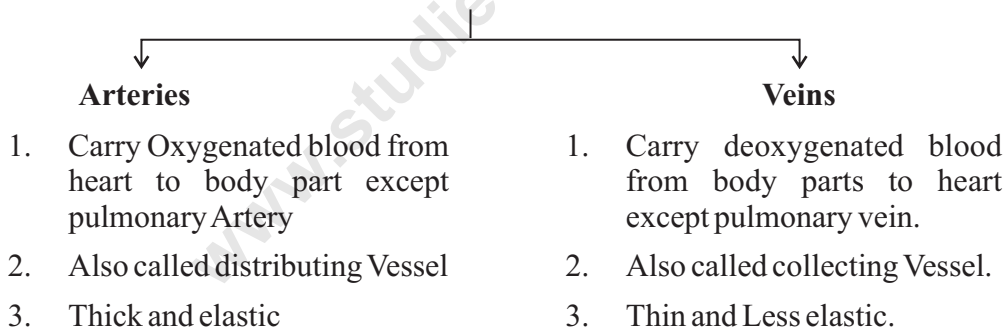 Arteries
1. Carry Oxygenated blood from
heart to body part except
pulmonary Artery
2. Also called distributing Vessel
3. Thick and elastic
Veins
1. Carry deoxygenated blood
from body parts to heart
except pulmonary vein.
2. Also called collecting Vessel.
3. Thin and Less elastic.
www.studie